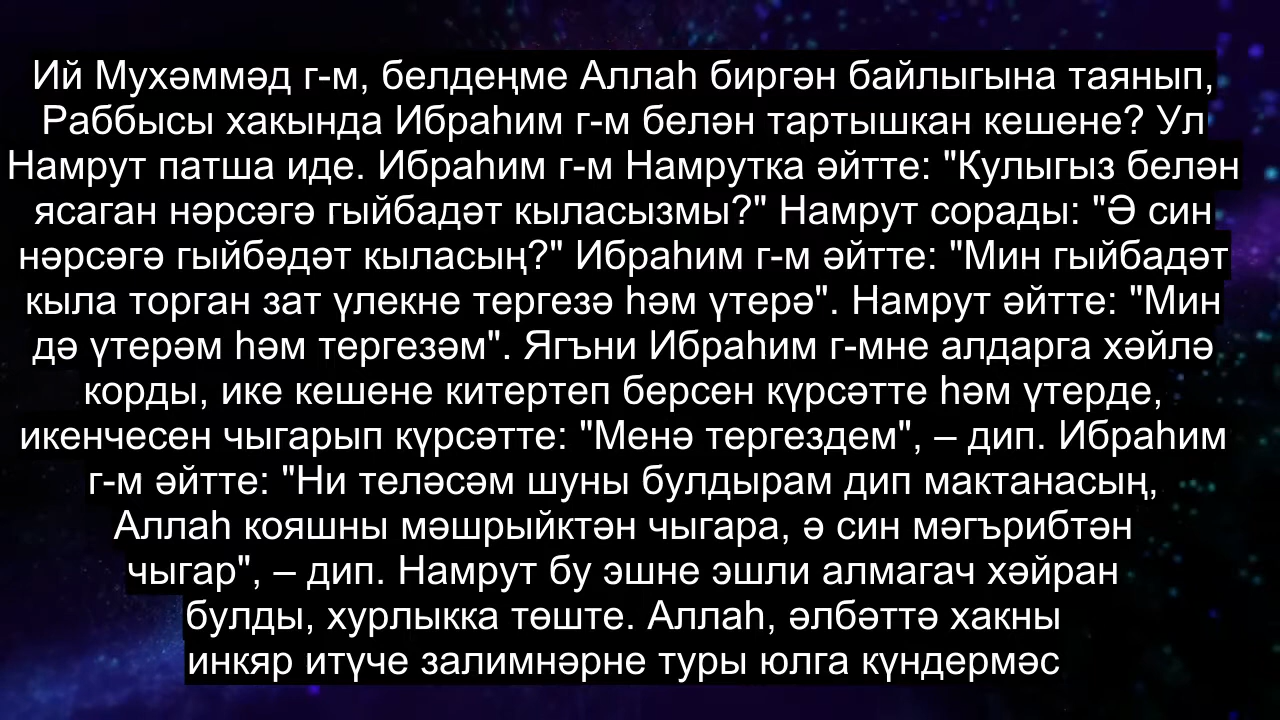 Ий Мухәммәд г-м, белдеңме Аллаһ биргән байлыгына таянып,
Раббысы хакында Ибраһим г-м белән тартышкан кешене? Ул
Намрут патша иде. Ибраһим г-м Намрутка әйтте: "Кулыгыз белән
ясаган нәрсәгә гыйбадәт кыласызмы?" Намрут сорады: "Ә син
нәрсәгә гыйбәдәт кыласың?" Ибраһим г-м әйтте: "Мин гыйбадәт
кыла торган зат үлекне тергезә һәм үтерә". Намрут әйтте: "Мин
дә үтерәм һәм тергезәм". Ягъни Ибраһим г-мне алдарга хәйлә
корды, ике кешене китертеп берсен күрсәтте һәм үтерде,
икенчесен чыгарып күрсәтте: "Менә тергездем", – дип. Ибраһим
г-м әйтте: "Ни теләсәм шуны булдырам дип мактанасың,
Аллаһ кояшны мәшрыйктән чыгара, ә син мәгърибтән
чыгар", – дип. Намрут бу эшне эшли алмагач хәйран
булды, хурлыкка төште. Аллаһ, әлбәттә хакны
инкяр итүче залимнәрне туры юлга күндермәс